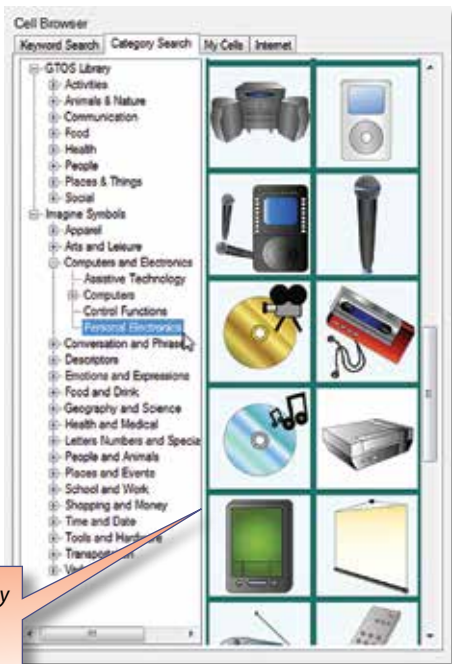 Cell Browser
Keyword Search Category Search My Cells Internet
GTOS Library
Activities
Animals & Nature
Communication
Food
Health
People
Places & Things
Social
Imagine Symbols
Apparel
Arts and Leisure
Computers and Electronics
Assistive Technology
Computers
Control Functions
Personal Electronics
Conversation and Phrases
Descriptors
Emotions and Expressions
Food and Drink
Geography and Science
Health and Medical
Letters Numbers and Specia
People and Animals
Places and Events
School and Work
Shopping and Money
Time and Date
Tools and Hardware
y